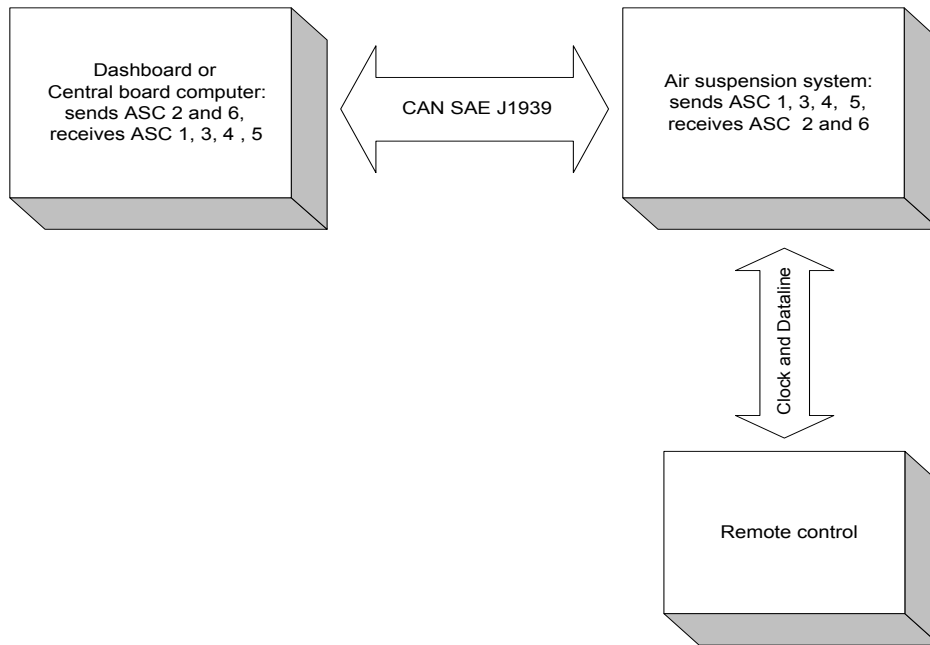 Dashboard or
Central board computer:
sends ASC 2 and 6,
receives ASC 1, 3, 4 , 5
CAN SAE J1939
Air suspension system:
sends ASC 1, 3, 4, 5,
receives ASC 2 and 6
Clock and Dataline
Remote control